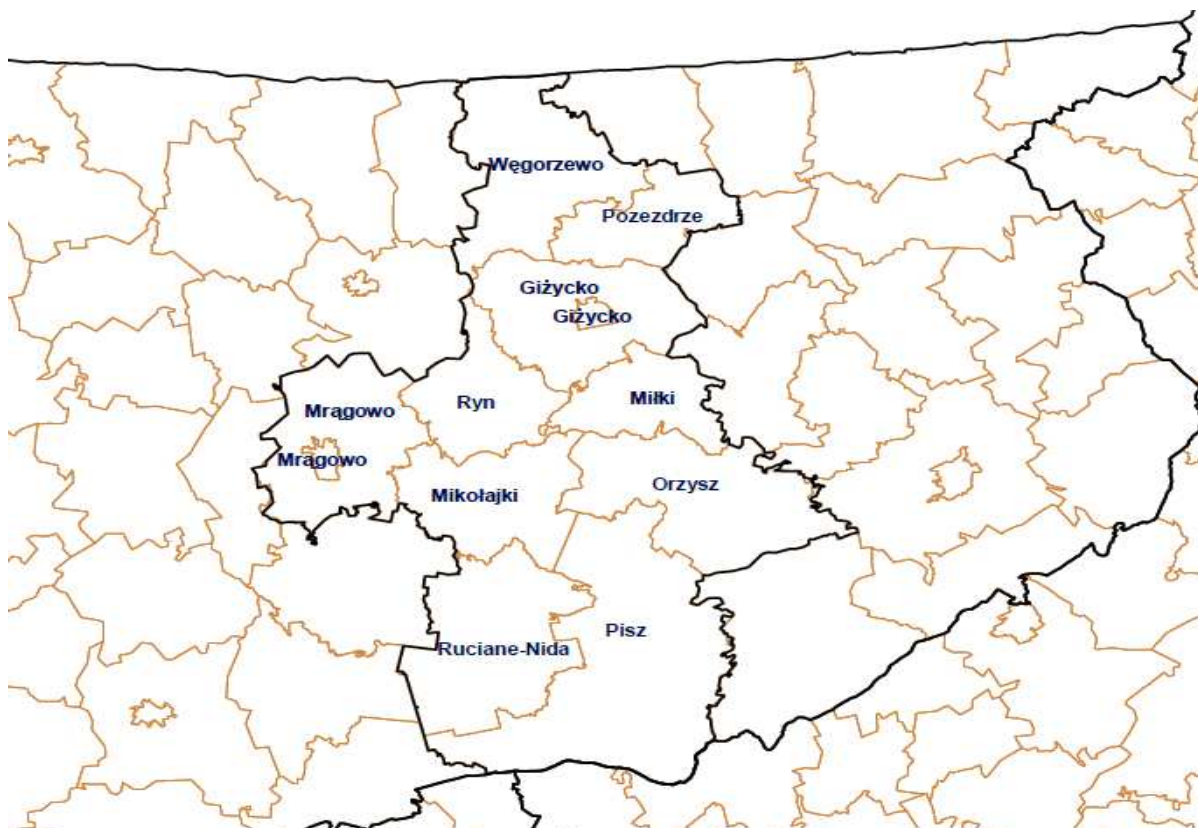 Węgorzewo
Pozezdrze
Giżycko
Giżycko
Ryn
Miłki
Mrągowo
Mrągowo
Mikołajki
Orzysz
Pisz
Ruciane-Nida